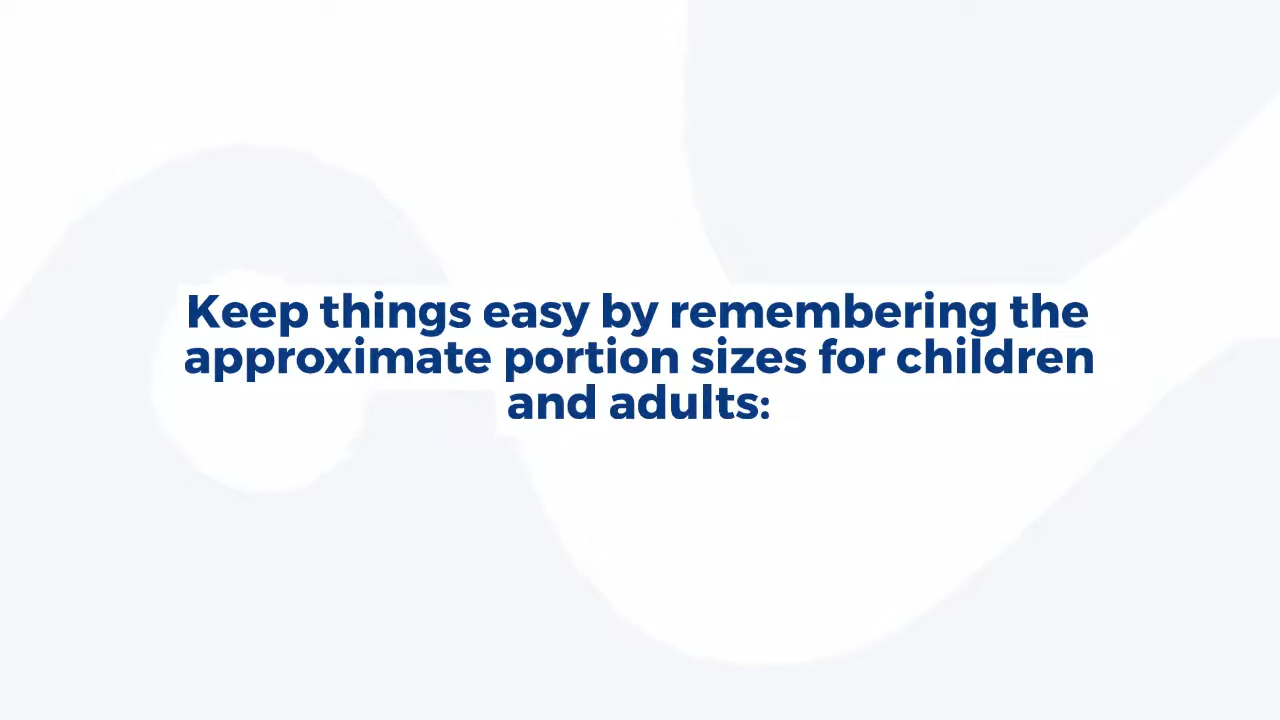 Keep things easy by remembering the
approximate portion sizes for children
and adults: